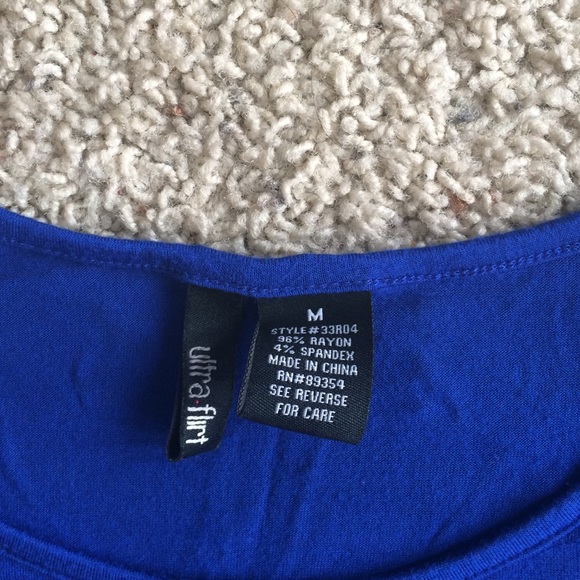 ultra·flirt
M
STYLE#33R04
96% RAYON
4% SPANDEX
MADE IN CHINA
RN#89354
SEE REVERSE
FOR CARE